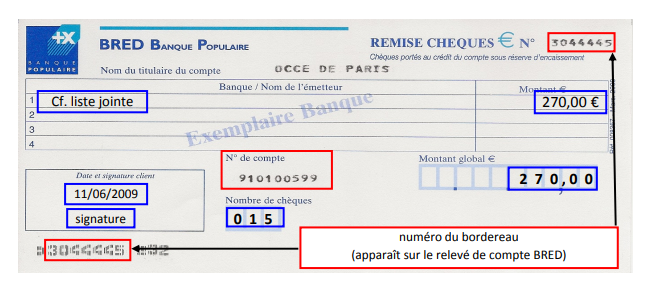 +X
BANQUE
POPULAIRE
BRED BANQUE POPULAIRE
REMISE CHEQUES € N° 3044445
Chèques portés au crédit du compte sous réserve d'encaissement
Nom du titulaire du compte OCCE DE PARIS
Banque / Nom de l'émetteur
Montant €
1 Cf. liste jointe 270,00 €
2
3
4
Exemplaire Banque
N° de compte
910100599
Montant global €
270,00
Date et signature client
11/06/2009
signature
Nombre de chèques
015
3044445
numéro du bordereau
(apparaît sur le relevé de compte BRED)